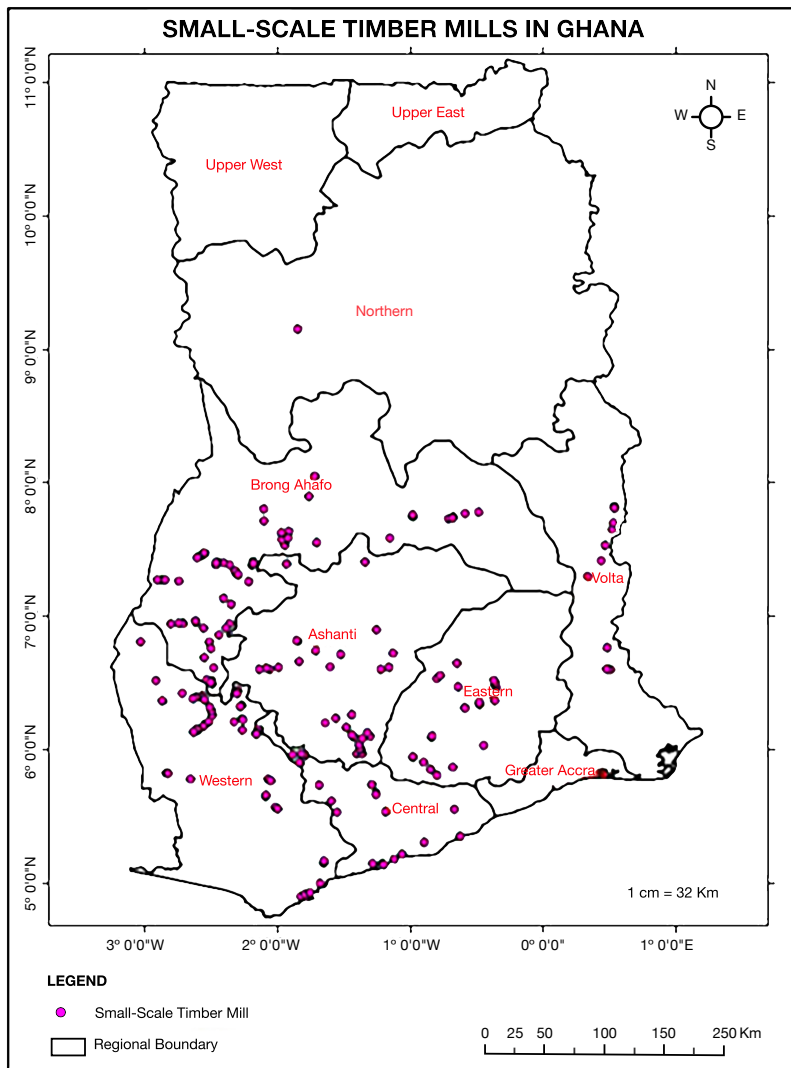 SMALL-SCALE TIMBER MILLS IN GHANA
11° 0'0"N
10° 0'0"N
9° 0'0"N
8° 0'0"N
7° 0'0"N
6° 0'0"N
5° 0'0"N
N
W E
S
Upper East
Upper West
Northern
Brong Ahafo
Volta
Ashanti
Eastern
Greater Accra
Western
Central
1 cm = 32 Km
3° 0'0"W 2° 0'0"W 1° 0'0"W 0° 0'0" 1° 0'0"E
LEGEND
Small-Scale Timber Mill
Regional Boundary
0 25 50 100 150 250 Km